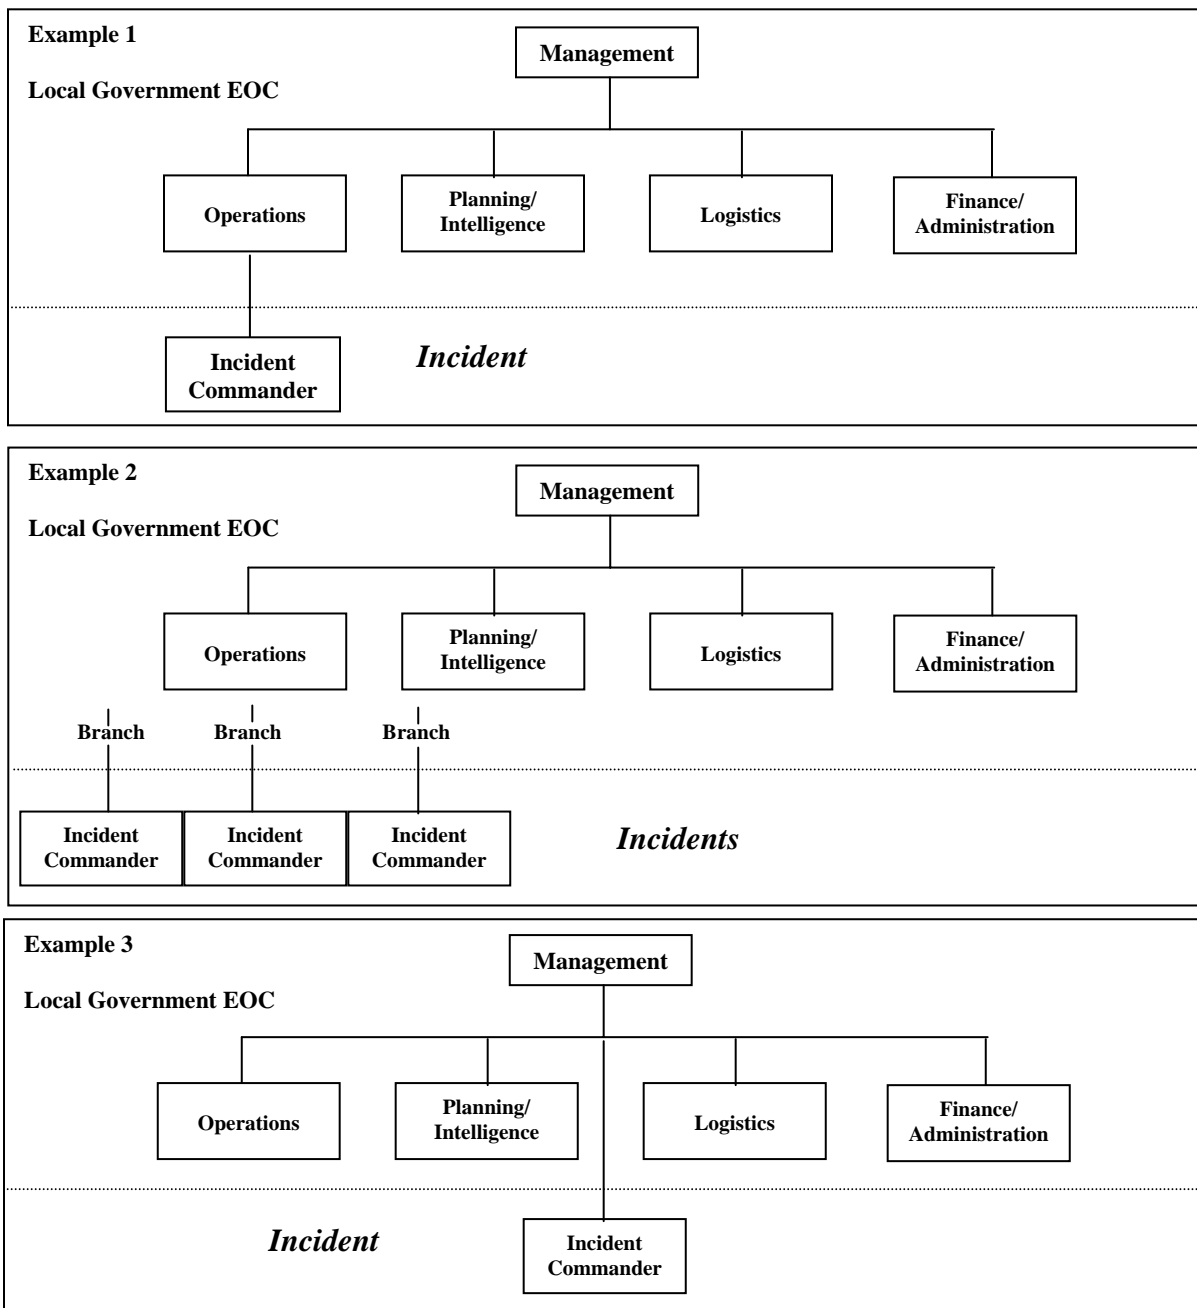 Example 1
Management
Local Government EOC
Operations
Planning/
Intelligence
Logistics
Finance/
Administration
Incident
Commander
Incident
Example 2
Management
Local Government EOC
Operations
Planning/
Intelligence
Logistics
Finance/
Administration
Branch
Branch
Branch
Incident
Commander
Incident
Commander
Incident
Commander
Incidents
Example 3
Management
Local Government EOC
Operations
Planning/
Intelligence
Logistics
Finance/
Administration
Incident
Incident
Commander